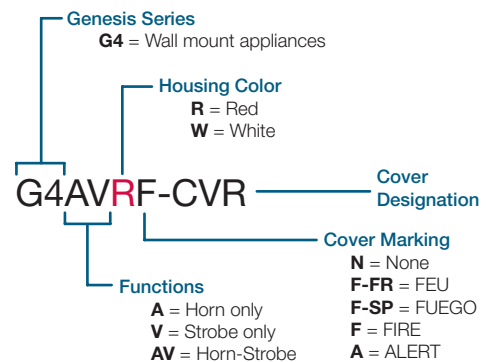 Genesis Series
G4 = Wall mount appliances
Housing Color
R = Red
W = White
G4AVRF-CVR
Cover
Designation
Cover Marking
N = None
F-FR = FEU
F-SP = FUEGO
F = FIRE
A = ALERT
Functions
A = Horn only
V = Strobe only
AV = Horn-Strobe